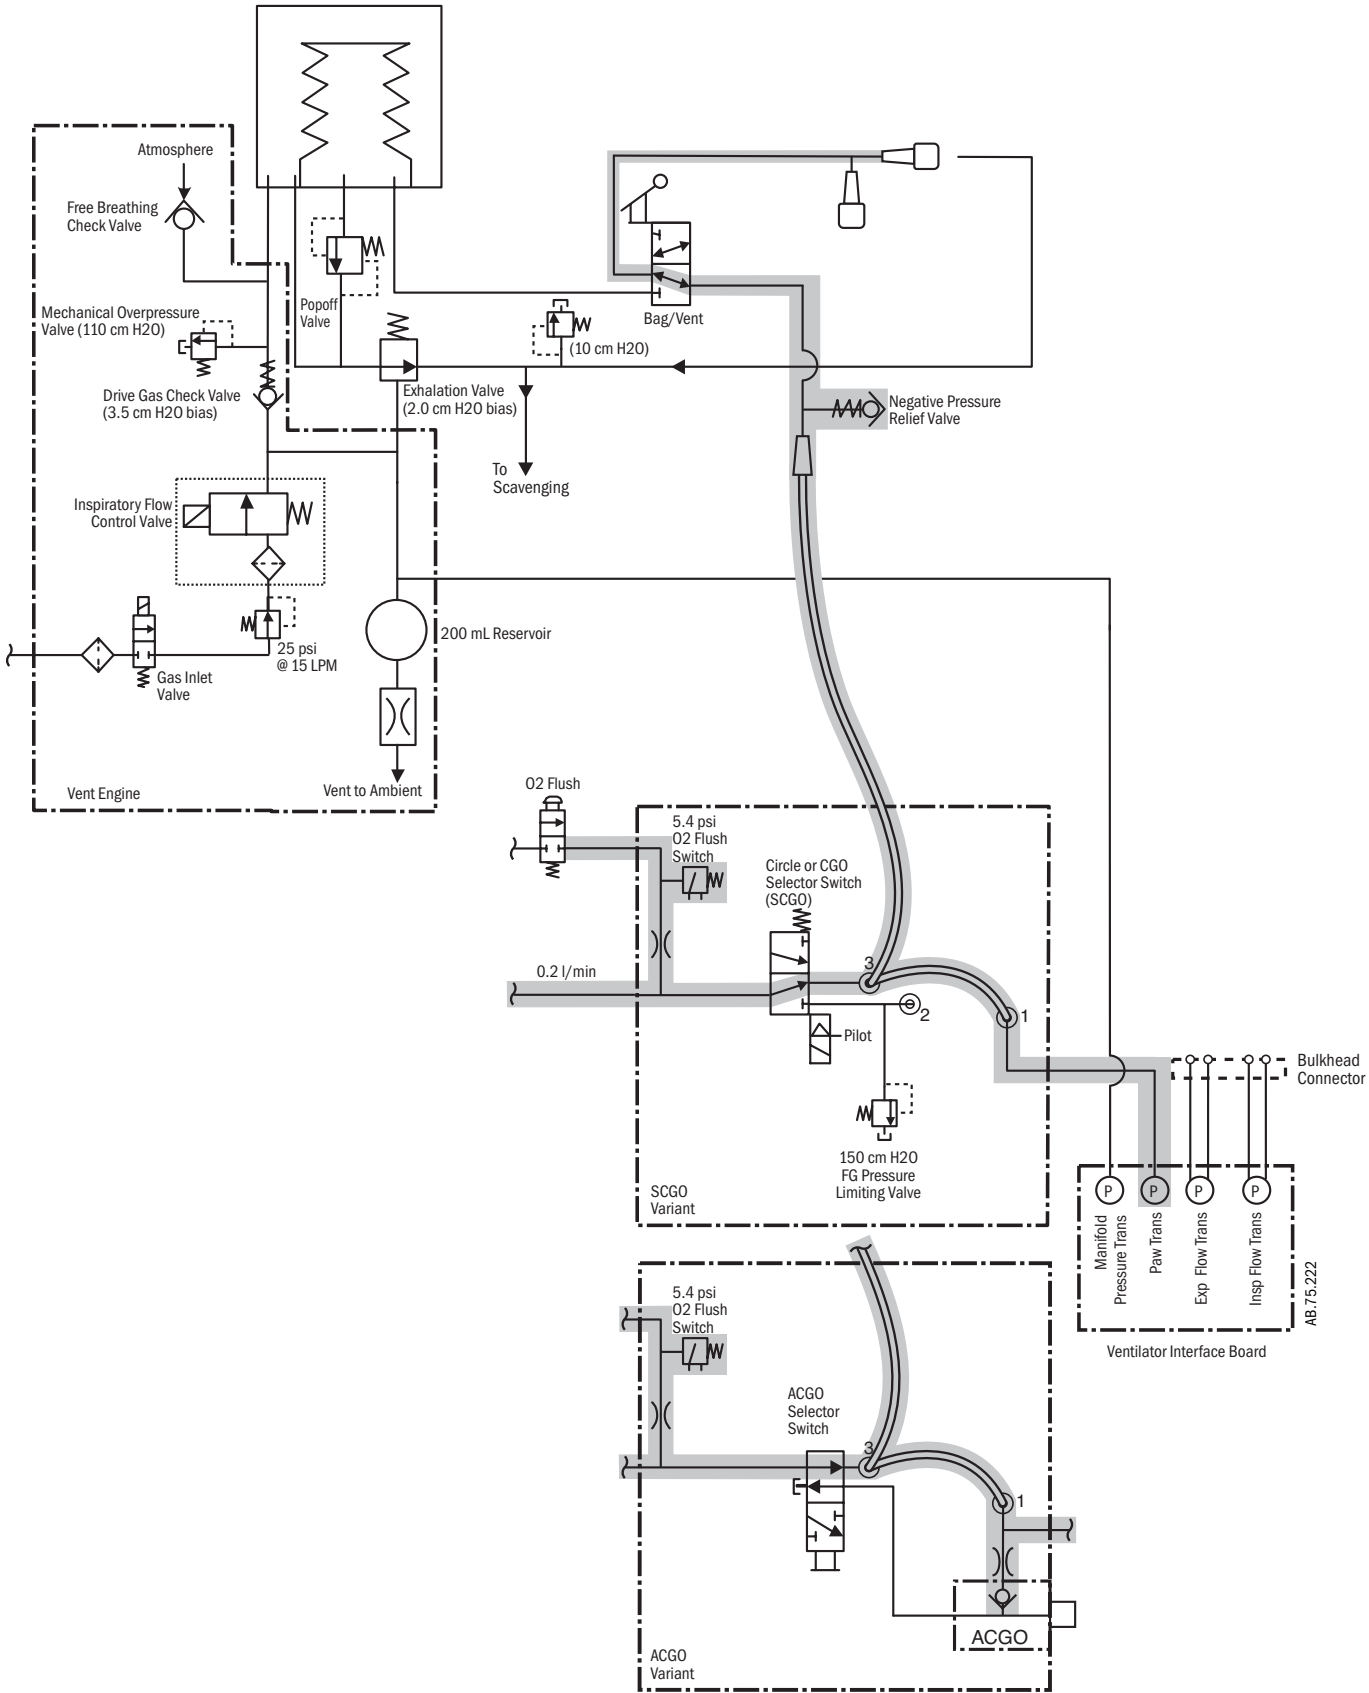 Atmosphere
Free Breathing
Check Valve
Mechanical Overpressure
Valve (110 cm H2O)
Popoff
Valve
Bag/Vent
(10 cm H2O)
Drive Gas Check Valve
(3.5 cm H2O bias)
Exhalation Valve
(2.0 cm H2O bias)
Negative Pressure
Relief Valve
To
Scavenging
Inspiratory Flow
Control Valve
25 psi
@ 15 LPM
200 mL Reservoir
Gas Inlet
Valve
Vent Engine
Vent to Ambient
O2 Flush
5.4 psi
O2 Flush
Switch
Circle or CGO
Selector Switch
(SCGO)
0.2 l/min
3
2
1
Pilot
Bulkhead
Connector
150 cm H2O
FG Pressure
Limiting Valve
SCGO
Variant
P
P
P
P
Manifold
Pressure Trans
Paw Trans
Exp Flow Trans
Insp Flow Trans
AB.75.222
Ventilator Interface Board
5.4 psi
O2 Flush
Switch
ACGO
Selector
Switch
3
1
ACGO
ACGO
Variant